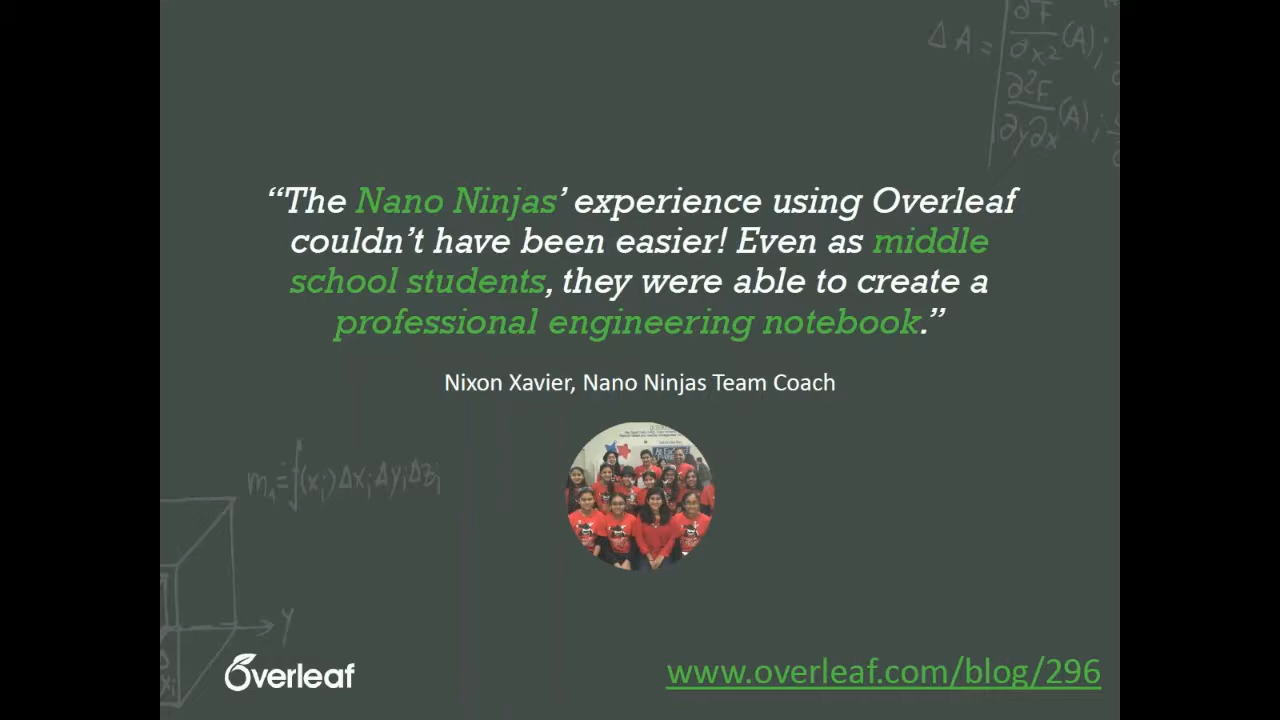 ΔA =
“The Nano Ninjas’ experience using Overleaf
couldn’t have been easier! Even as middle
school students, they were able to create a
professional engineering notebook.”
Nixon Xavier, Nano Ninjas Team Coach
Y
Overleaf
www.overleaf.com/blog/296